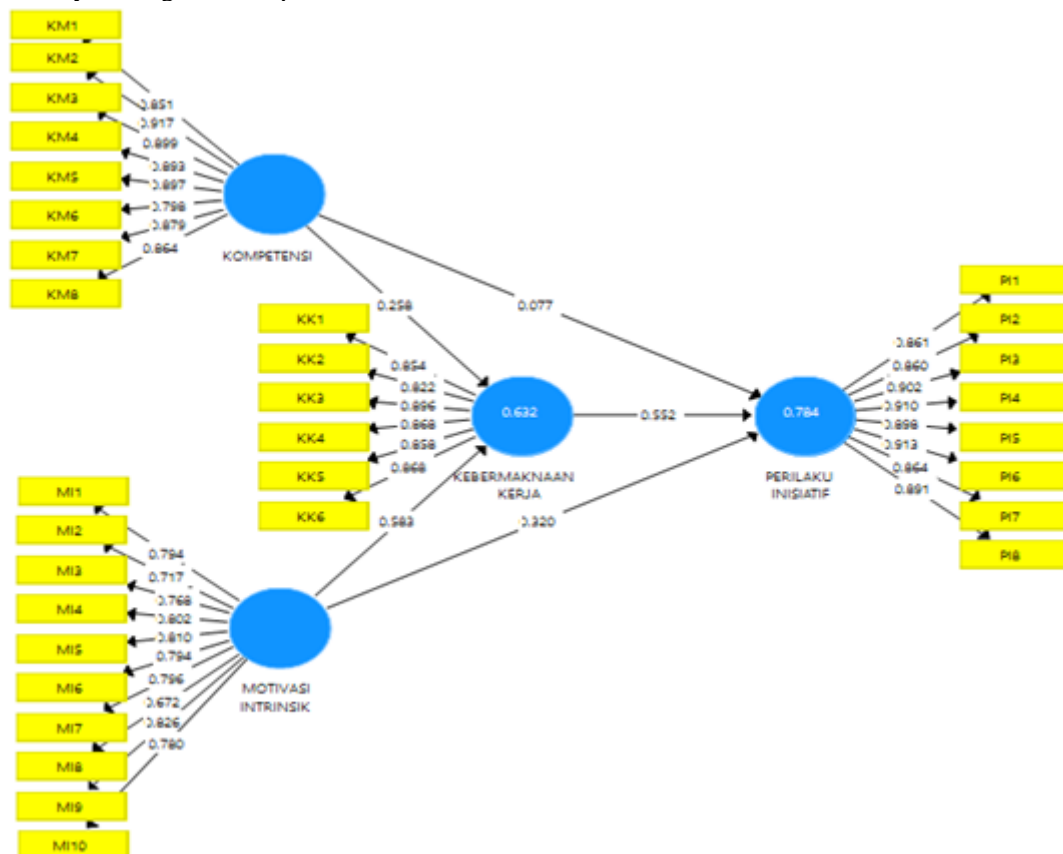 KM1
KM2
KM3
KM4
KM5
KM6
KM7
KM8
0.851
0.917
0.899
0.893
0.897
0.798
0.879
0.864
KOMPETENSI
0.258
0.077
KK1
KK2
KK3
KK4
KK5
KK6
0.854
0.822
0.896
0.868
0.858
0.868
0.632
KEBERMAKNAAN
KERJA
0.552
0.784
PERILAKU
INISIATIF
PI1
PI2
PI3
PI4
PI5
PI6
PI7
PI8
0.861
0.860
0.902
0.910
0.898
0.913
0.864
0.891
0.583
0.320
MI1
MI2
MI3
MI4
MI5
MI6
MI7
MI8
MI9
MI10
0.794
0.717
0.768
0.802
0.810
0.794
0.796
0.672
0.826
0.780
MOTIVASI
INTRINSIK